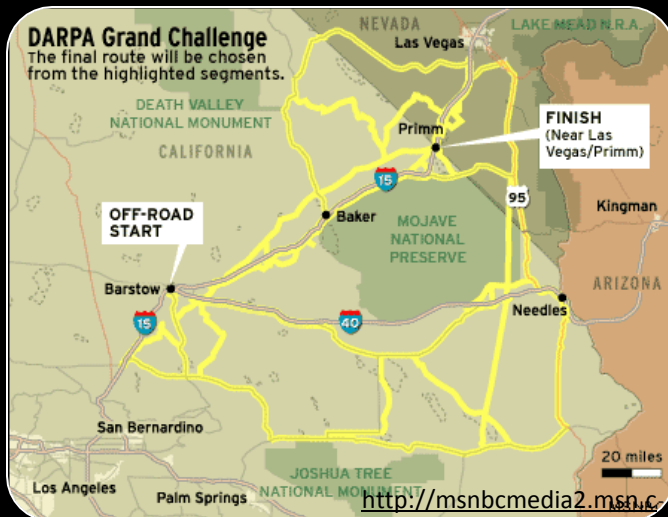 DARPA Grand Challenge
The final route will be chosen
from the highlighted segments.
NEVADA
LAKE MEAD N.R.A.
Las Vegas
DEATH VALLEY
NATIONAL MONUMENT
CALIFORNIA
Primm
FINISH
(Near Las
Vegas/Primm)
15
95
OFF-ROAD
START
Baker
MOJAVE
NATIONAL
PRESERVE
Kingman
ARIZONA
Barstow
15
40
Needles
San Bernardino
20 miles
Los Angeles
Palm Springs
JOSHUA TREE
NATIONAL MONUMENT
http://msnbcmedia2.msn.c